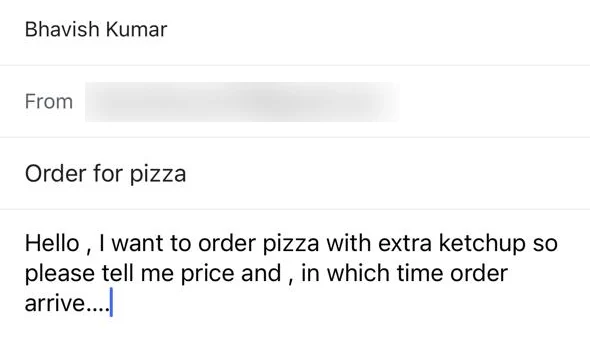 Bhavish Kumar
From
Order for pizza
Hello , I want to order pizza with extra ketchup so
please tell me price and , in which time order
arrive....